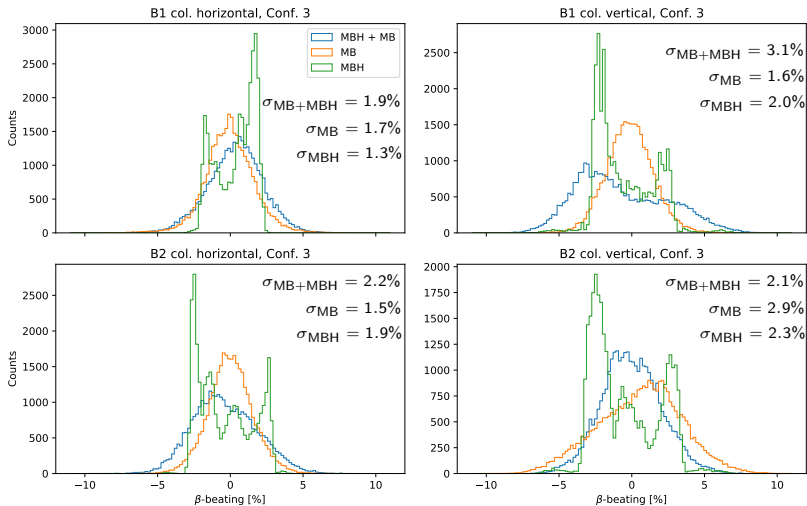 B1 col. horizontal, Conf. 3
3000
2500
2000
1500
1000
500
0
Counts
MBH + MB
MB
MBH
σMB+MBH = 1.9%
σMB = 1.7%
σMBH = 1.3%
B1 col. vertical, Conf. 3
2500
2000
1500
1000
500
0
σMB+MBH = 3.1%
σMB = 1.6%
σMBH = 2.0%
B2 col. horizontal, Conf. 3
2500
2000
1500
1000
500
0
Counts
σMB+MBH = 2.2%
σMB = 1.5%
σMBH = 1.9%
−10 −5 0 5 10
β-beating [%]
B2 col. vertical, Conf. 3
2000
1750
1500
1250
1000
750
500
250
0
σMB+MBH = 2.1%
σMB = 2.9%
σMBH = 2.3%
−10 −5 0 5 10
β-beating [%]